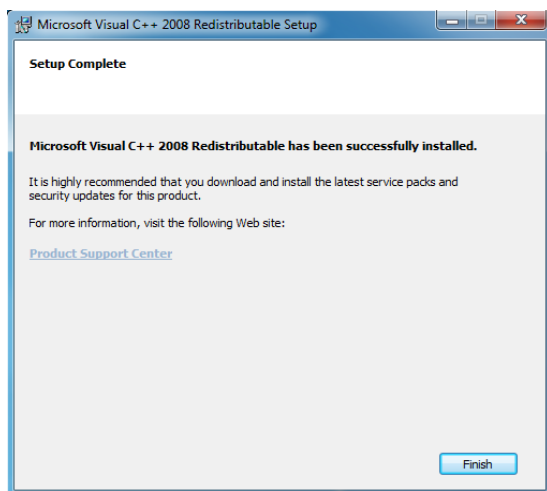 Microsoft Visual C++ 2008 Redistributable Setup
Setup Complete
Microsoft Visual C++ 2008 Redistributable has been successfully installed.
It is highly recommended that you download and install the latest service packs and
security updates for this product.
For more information, visit the following Web site:
Product Support Center
Finish